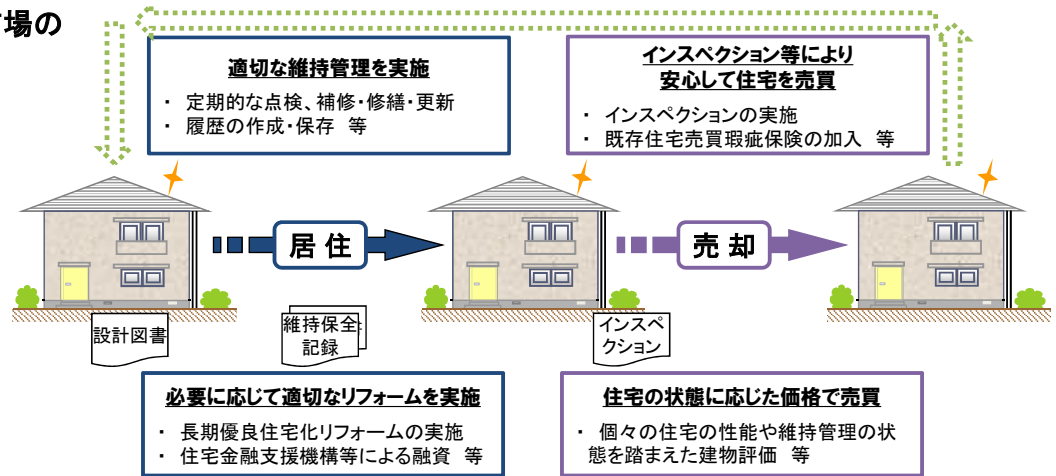 場の
適切な維持管理を実施
・ 定期的な点検、補修・修繕・更新
・ 履歴の作成・保存 等
インスペクション等により
安心して住宅を売買
・ インスペクションの実施
・ 既存住宅売買瑕疵保険の加入 等
居 住
売 却
設計図書
維持保全
記録
インスペ
クション
必要に応じて適切なリフォームを実施
・ 長期優良住宅化リフォームの実施
・ 住宅金融支援機構等による融資 等
住宅の状態に応じた価格で売買
・ 個々の住宅の性能や維持管理の状
態を踏まえた建物評価 等